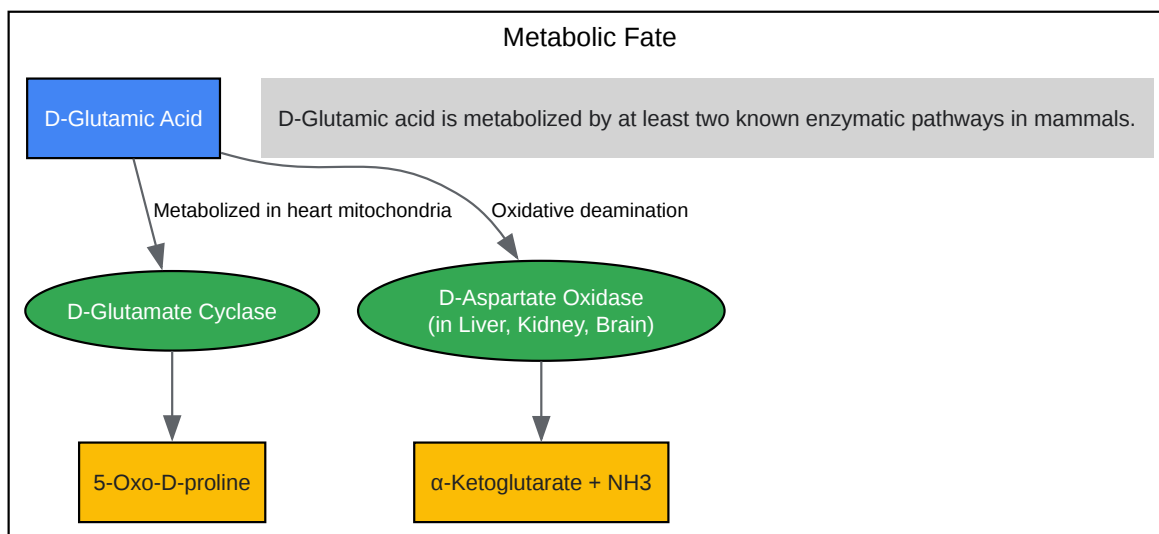 Metabolic Fate
D-Glutamic Acid
D-Glutamic acid is metabolized by at least two known enzymatic pathways in mammals.
Metabolized in heart mitochondria
Oxidative deamination
D-Glutamate Cyclase
D-Aspartate Oxidase
(in Liver, Kidney, Brain)
5-Oxo-D-proline
α-Ketoglutarate + NH3